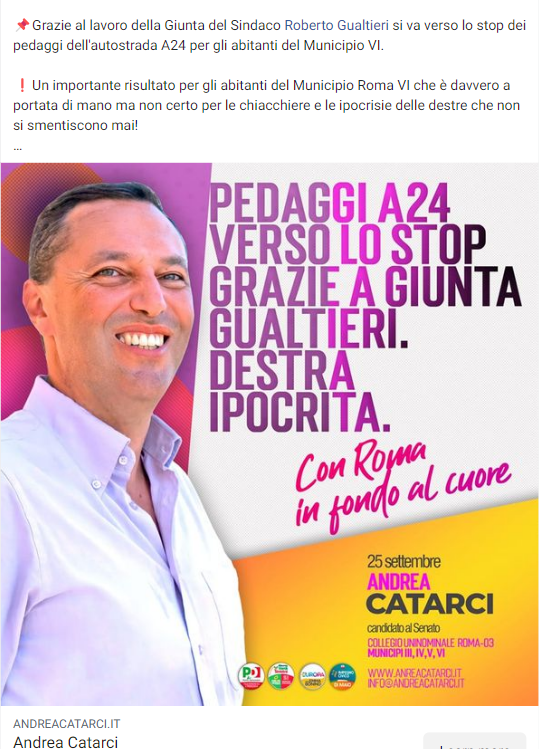 📌Grazie al lavoro della Giunta del Sindaco Roberto Gualtieri si va verso lo stop dei
pedaggi dell'autostrada A24 per gli abitanti del Municipio VI.
❗Un importante risultato per gli abitanti del Municipio Roma VI che è davvero a
portata di mano ma non certo per le chiacchiere e le ipocrisie delle destre che non
si smentiscono mai!
...
PEDAGGI A24
VERSO LO STOP
GRAZIE A GIUNTA
GUALTIERI.
DESTRA
IPOCRITA.
Con Roma
in fondo al cuore
25 settembre
ANDREA
CATARCI
candidato al Senato
COLLEGIO UNINOMINALE ROMA-03
MUNICIPI III, IV, V, VI
WWW.ANREACATARCI.IT
INFO@ANDREACATARCI.IT
PD
EUROPA
ANDREACATARCI.IT
Andrea Catarci